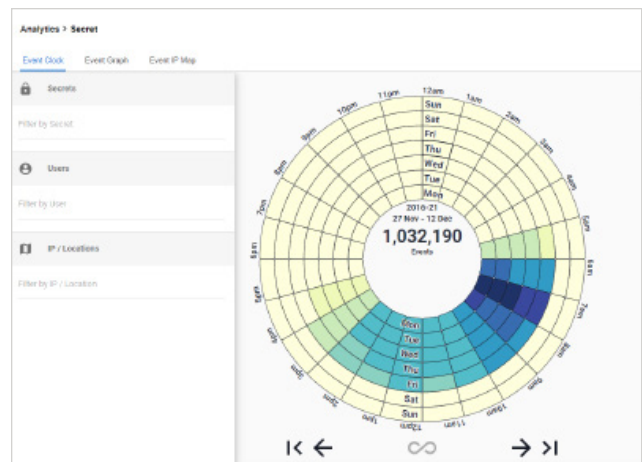 Analytics > Secret
Event Clock Event Graph Event IP Map
Secrets
Filter by Secret
Users
Filter by User
IP / Locations
Filter by IP / Location
12am
1am
2am
3am
4am
5am
6am
7am
8am
9am
10am
11am
12pm
1pm
2pm
3pm
4pm
5pm
6pm
7pm
8pm
9pm
10pm
11pm
Sun
Sat
Fri
Thu
Wed
Tue
Mon
2016-21
27 Nov - 12 Dec
1,032,190
Events
Mon
Tue
Wed
Thu
Fri
Sat
Sun